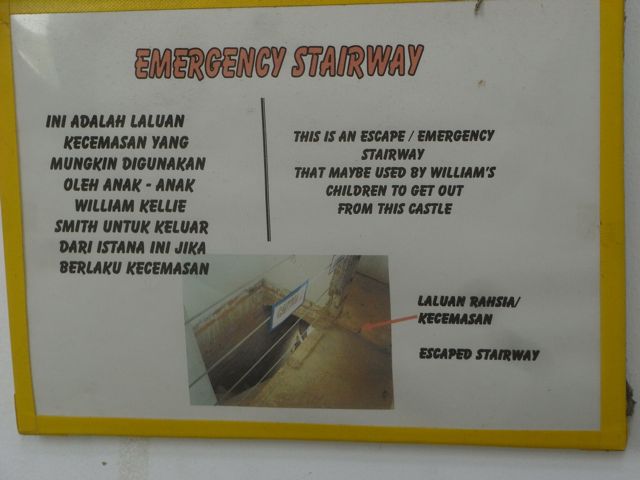 EMERGENCY STAIRWAY
INI ADALAH LALUAN
KECEMASAN YANG
MUNGKIN DIGUNAKAN
OLEH ANAK - ANAK
WILLIAM KELLIE
SMITH UNTUK KELUAR
DARI ISTANA INI JIKA
BERLAKU KECEMASAN
THIS IS AN ESCAPE / EMERGENCY
STAIRWAY
THAT MAYBE USED BY WILLIAM'S
CHILDREN TO GET OUT
FROM THIS CASTLE
LALUAN RAHSIA/
KECEMASAN
ESCAPED STAIRWAY